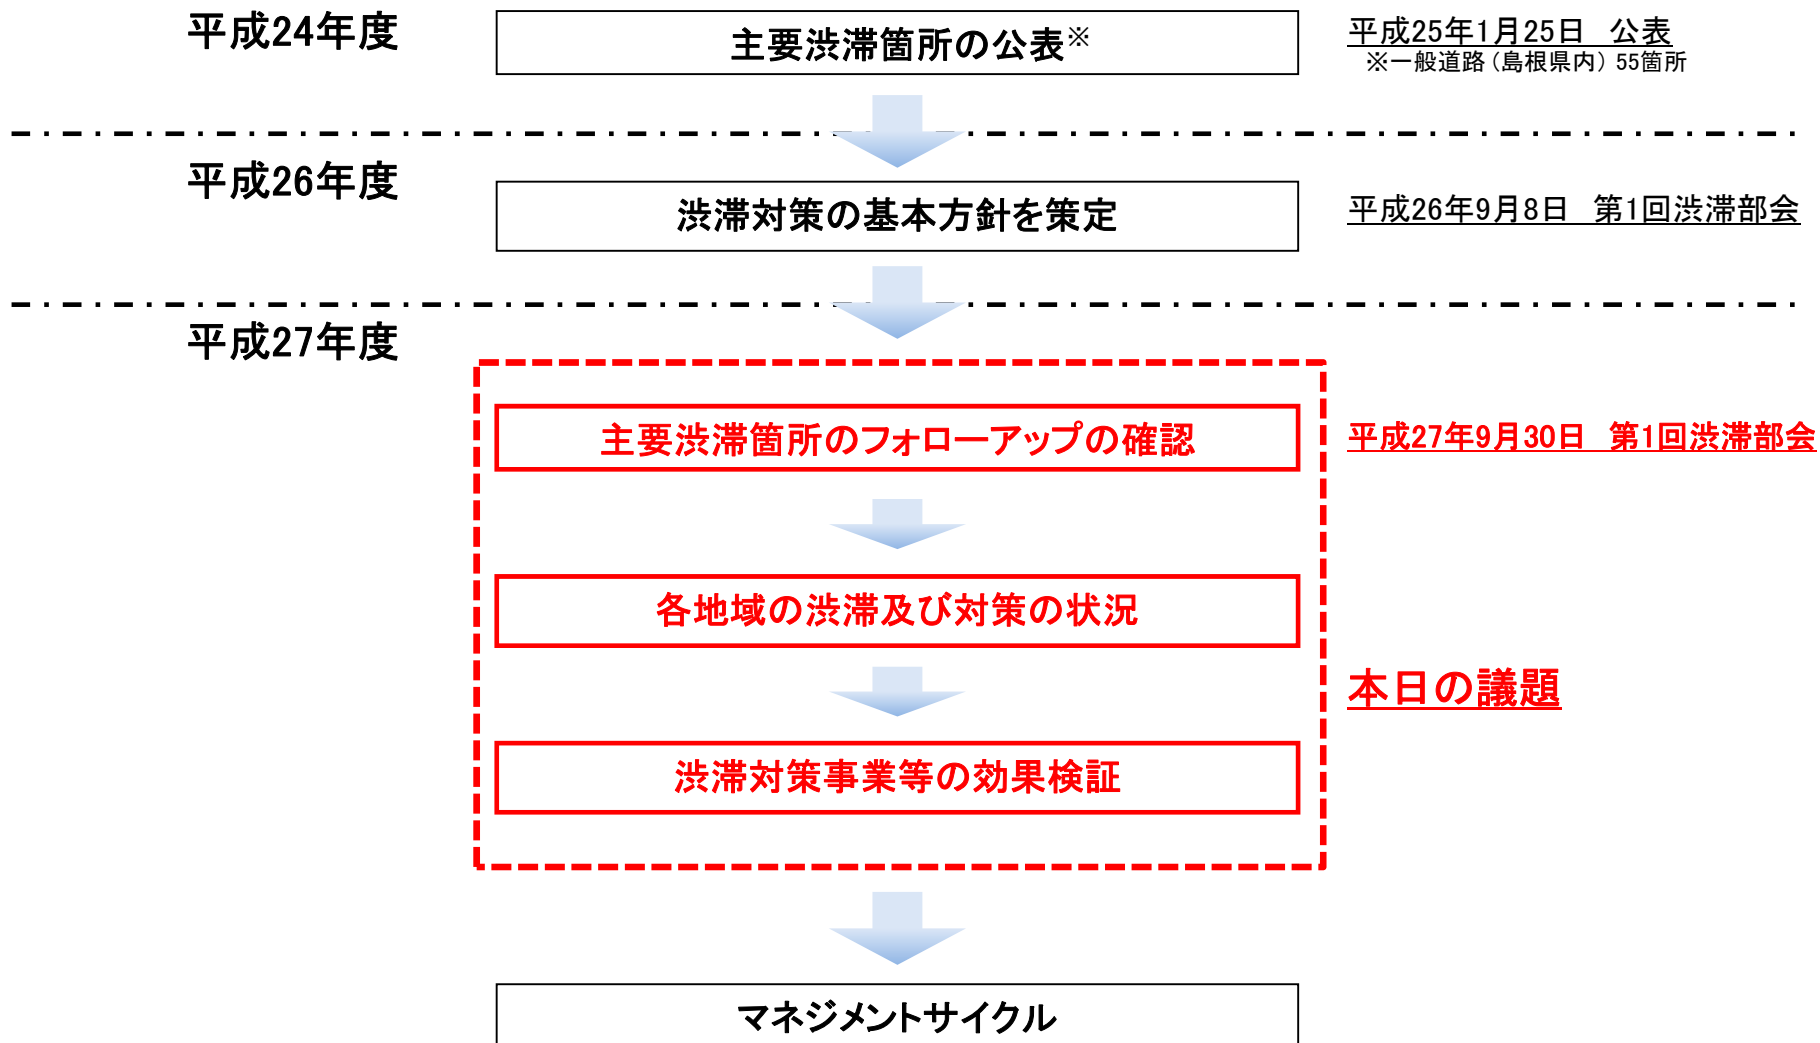 平成24年度
主要渋滞箇所の公表※
平成25年1月25日　公表
※一般道路(島根県内) 55箇所
平成26年度
渋滞対策の基本方針を策定
平成26年9月8日　第1回渋滞部会
平成27年度
主要渋滞箇所のフォローアップの確認
平成27年9月30日　第1回渋滞部会
各地域の渋滞及び対策の状況
本日の議題
渋滞対策事業等の効果検証
マネジメントサイクル